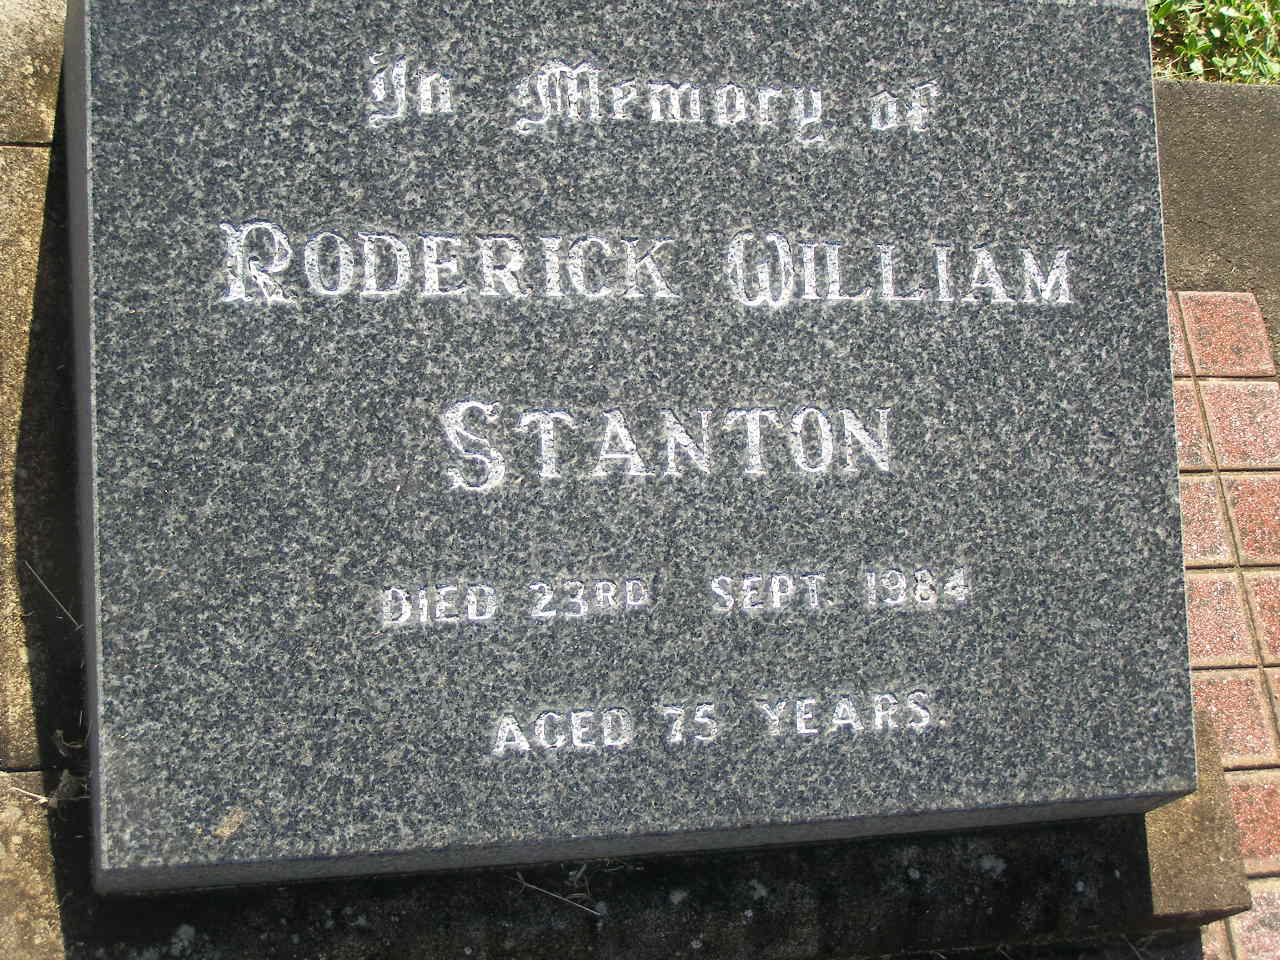 In Memory of
RODERICK WILLIAM
STANTON
DIED 23RD SEPT. 1984
AGED 75 YEARS.